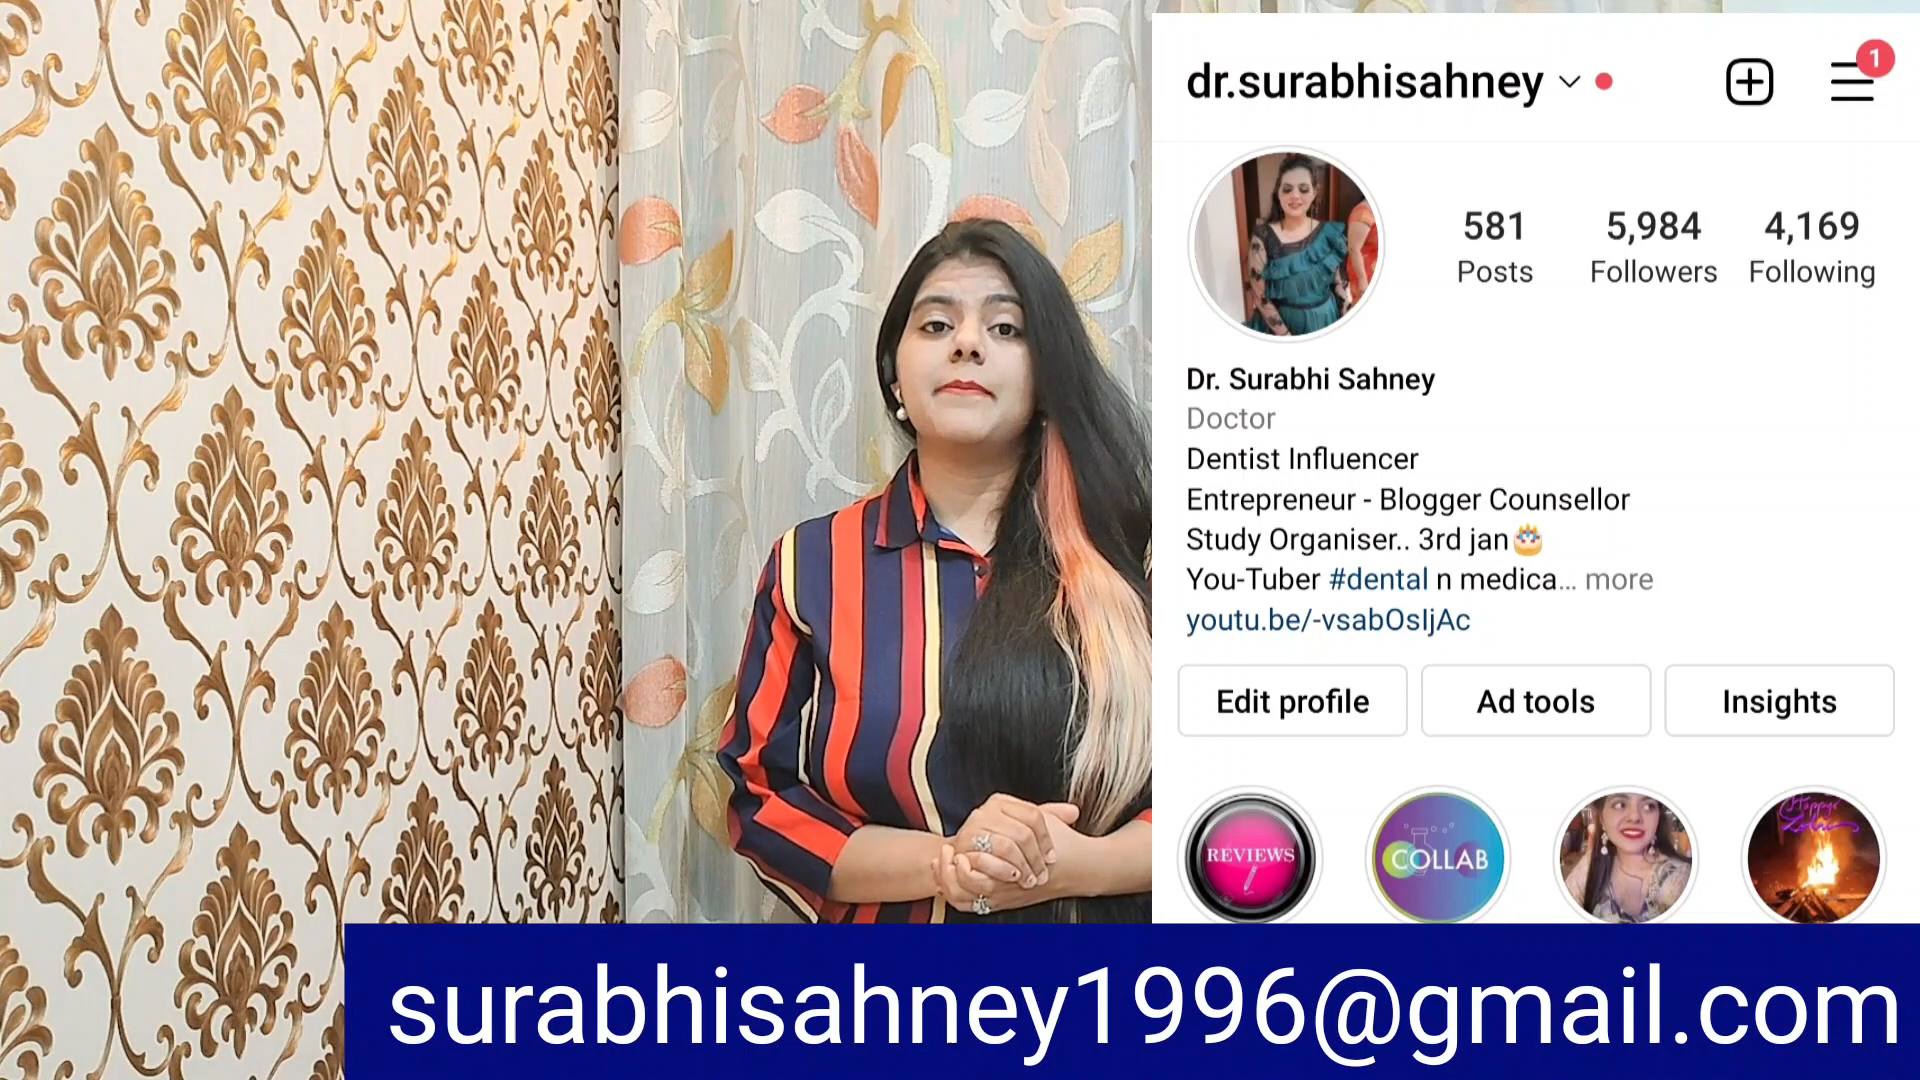 dr.surabhisahney
1
581 5,984 4,169
Posts Followers Following
Dr. Surabhi Sahney
Doctor
Dentist Influencer
Entrepreneur - Blogger Counsellor
Study Organiser.. 3rd jan🎂
You-Tuber #dental n medica... more
youtu.be/-vsabOsIjAc
Edit profile Ad tools Insights
REVIEWS COLLAB
surabhisahney1996@gmail.com